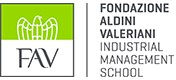 FAV
FONDAZIONE
ALDINI
VALERIANI
INDUSTRIAL
MANAGEMENT
SCHOOL